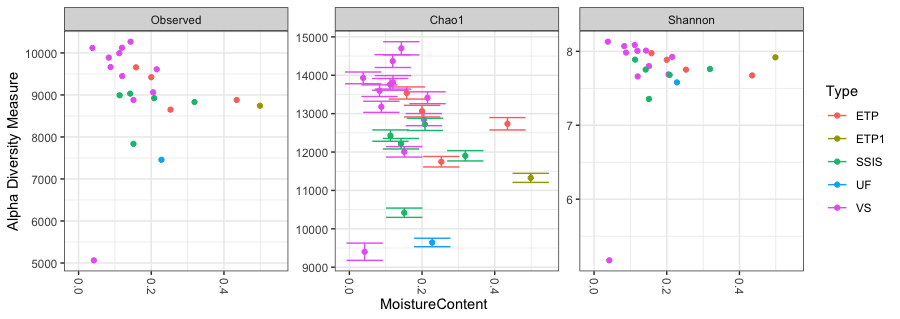 Observed
Chao1
Shannon
Alpha Diversity Measure
10000
9000
8000
7000
6000
5000
15000
14000
13000
12000
11000
10000
9000
8
7
6
0.0
0.2
0.4
0.0
0.2
0.4
0.0
0.2
0.4
MoistureContent
Type
ETP
ETP1
SSIS
UF
VS